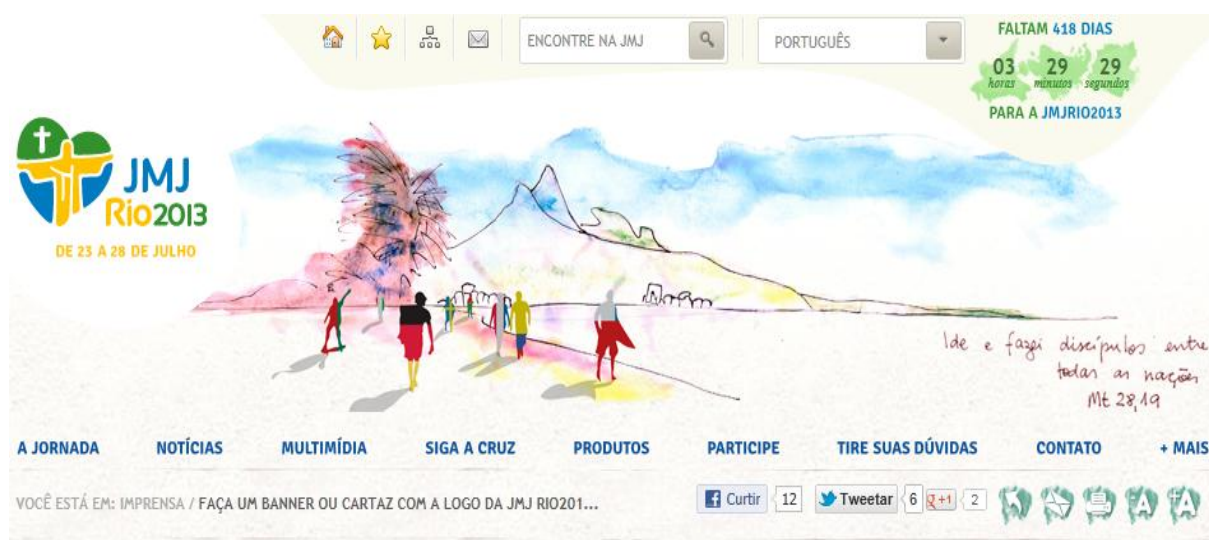 ENCONTRE NA JMJ
PORTUGUÊS
FALTAM 418 DIAS
03 29 29
horas minutos segundos
PARA A JMJRIO2013
JMJ
Rio2013
DE 23 A 28 DE JULHO
Ide e fazei discípulos entre
todas as nações
Mt 28,19
A JORNADA NOTÍCIAS MULTIMÍDIA SIGA A CRUZ PRODUTOS PARTICIPE TIRE SUAS DÚVIDAS CONTATO + MAIS
VOCÊ ESTÁ EM: IMPRENSA / FAÇA UM BANNER OU CARTAZ COM A LOGO DA JMJ RIO201... Curtir 12 Tweetar 6 +1 2 -A +A